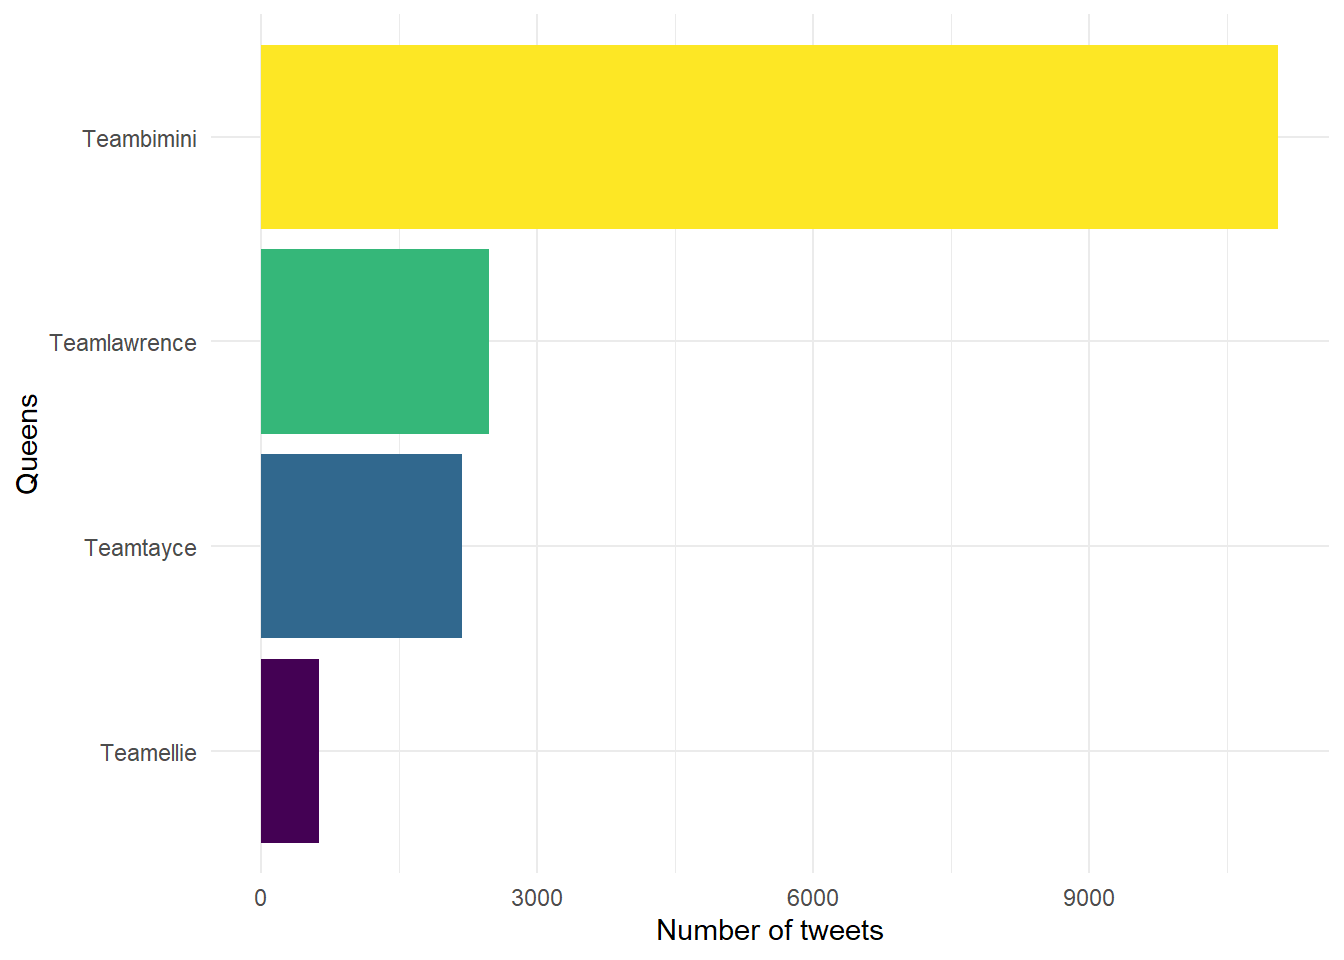 Teambimini
Teamlawrence
Teamtayce
Teamellie
Queens
0 3000 6000 9000
Number of tweets